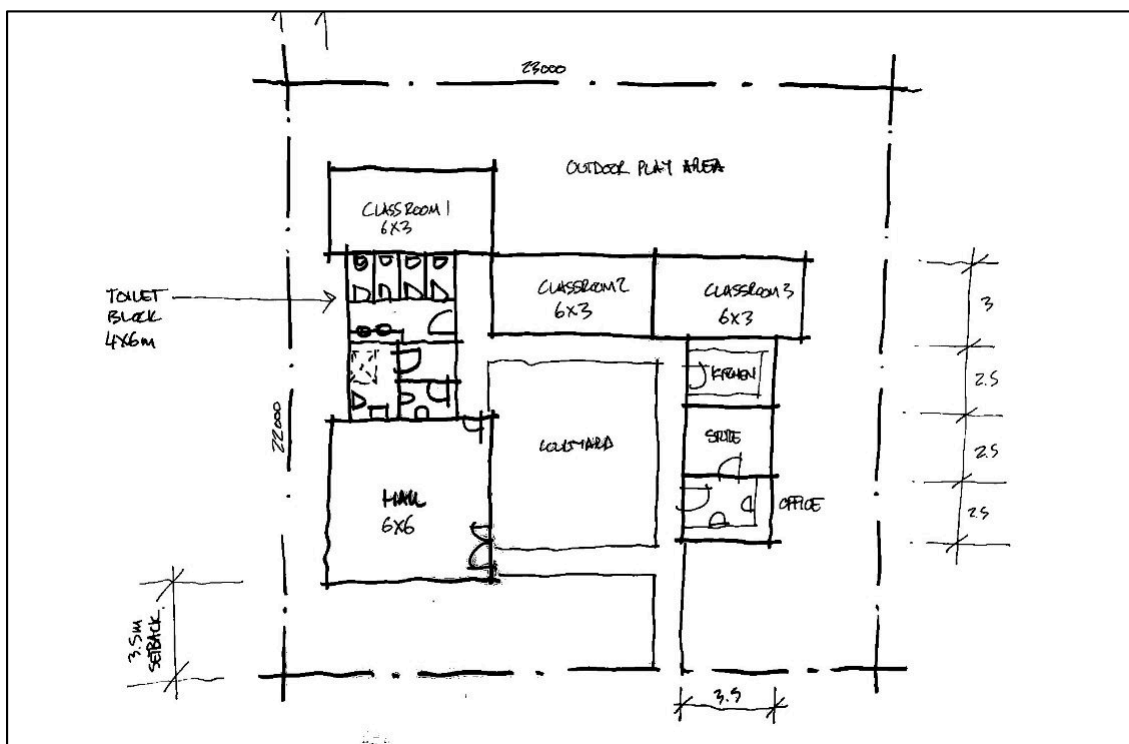 23000
OUTDOOR PLAY AREA
CLASSROOM 1
6X3
CLASSROOM 2
6X3
CLASSROOM 3
6X3
TOILET
BLOCK
4X6m
3
KITCHEN
2.5
COURTYARD
STORE
2.5
22000
HALL
6X6
OFFICE
2.5
3.5m
SETBACK
3.5